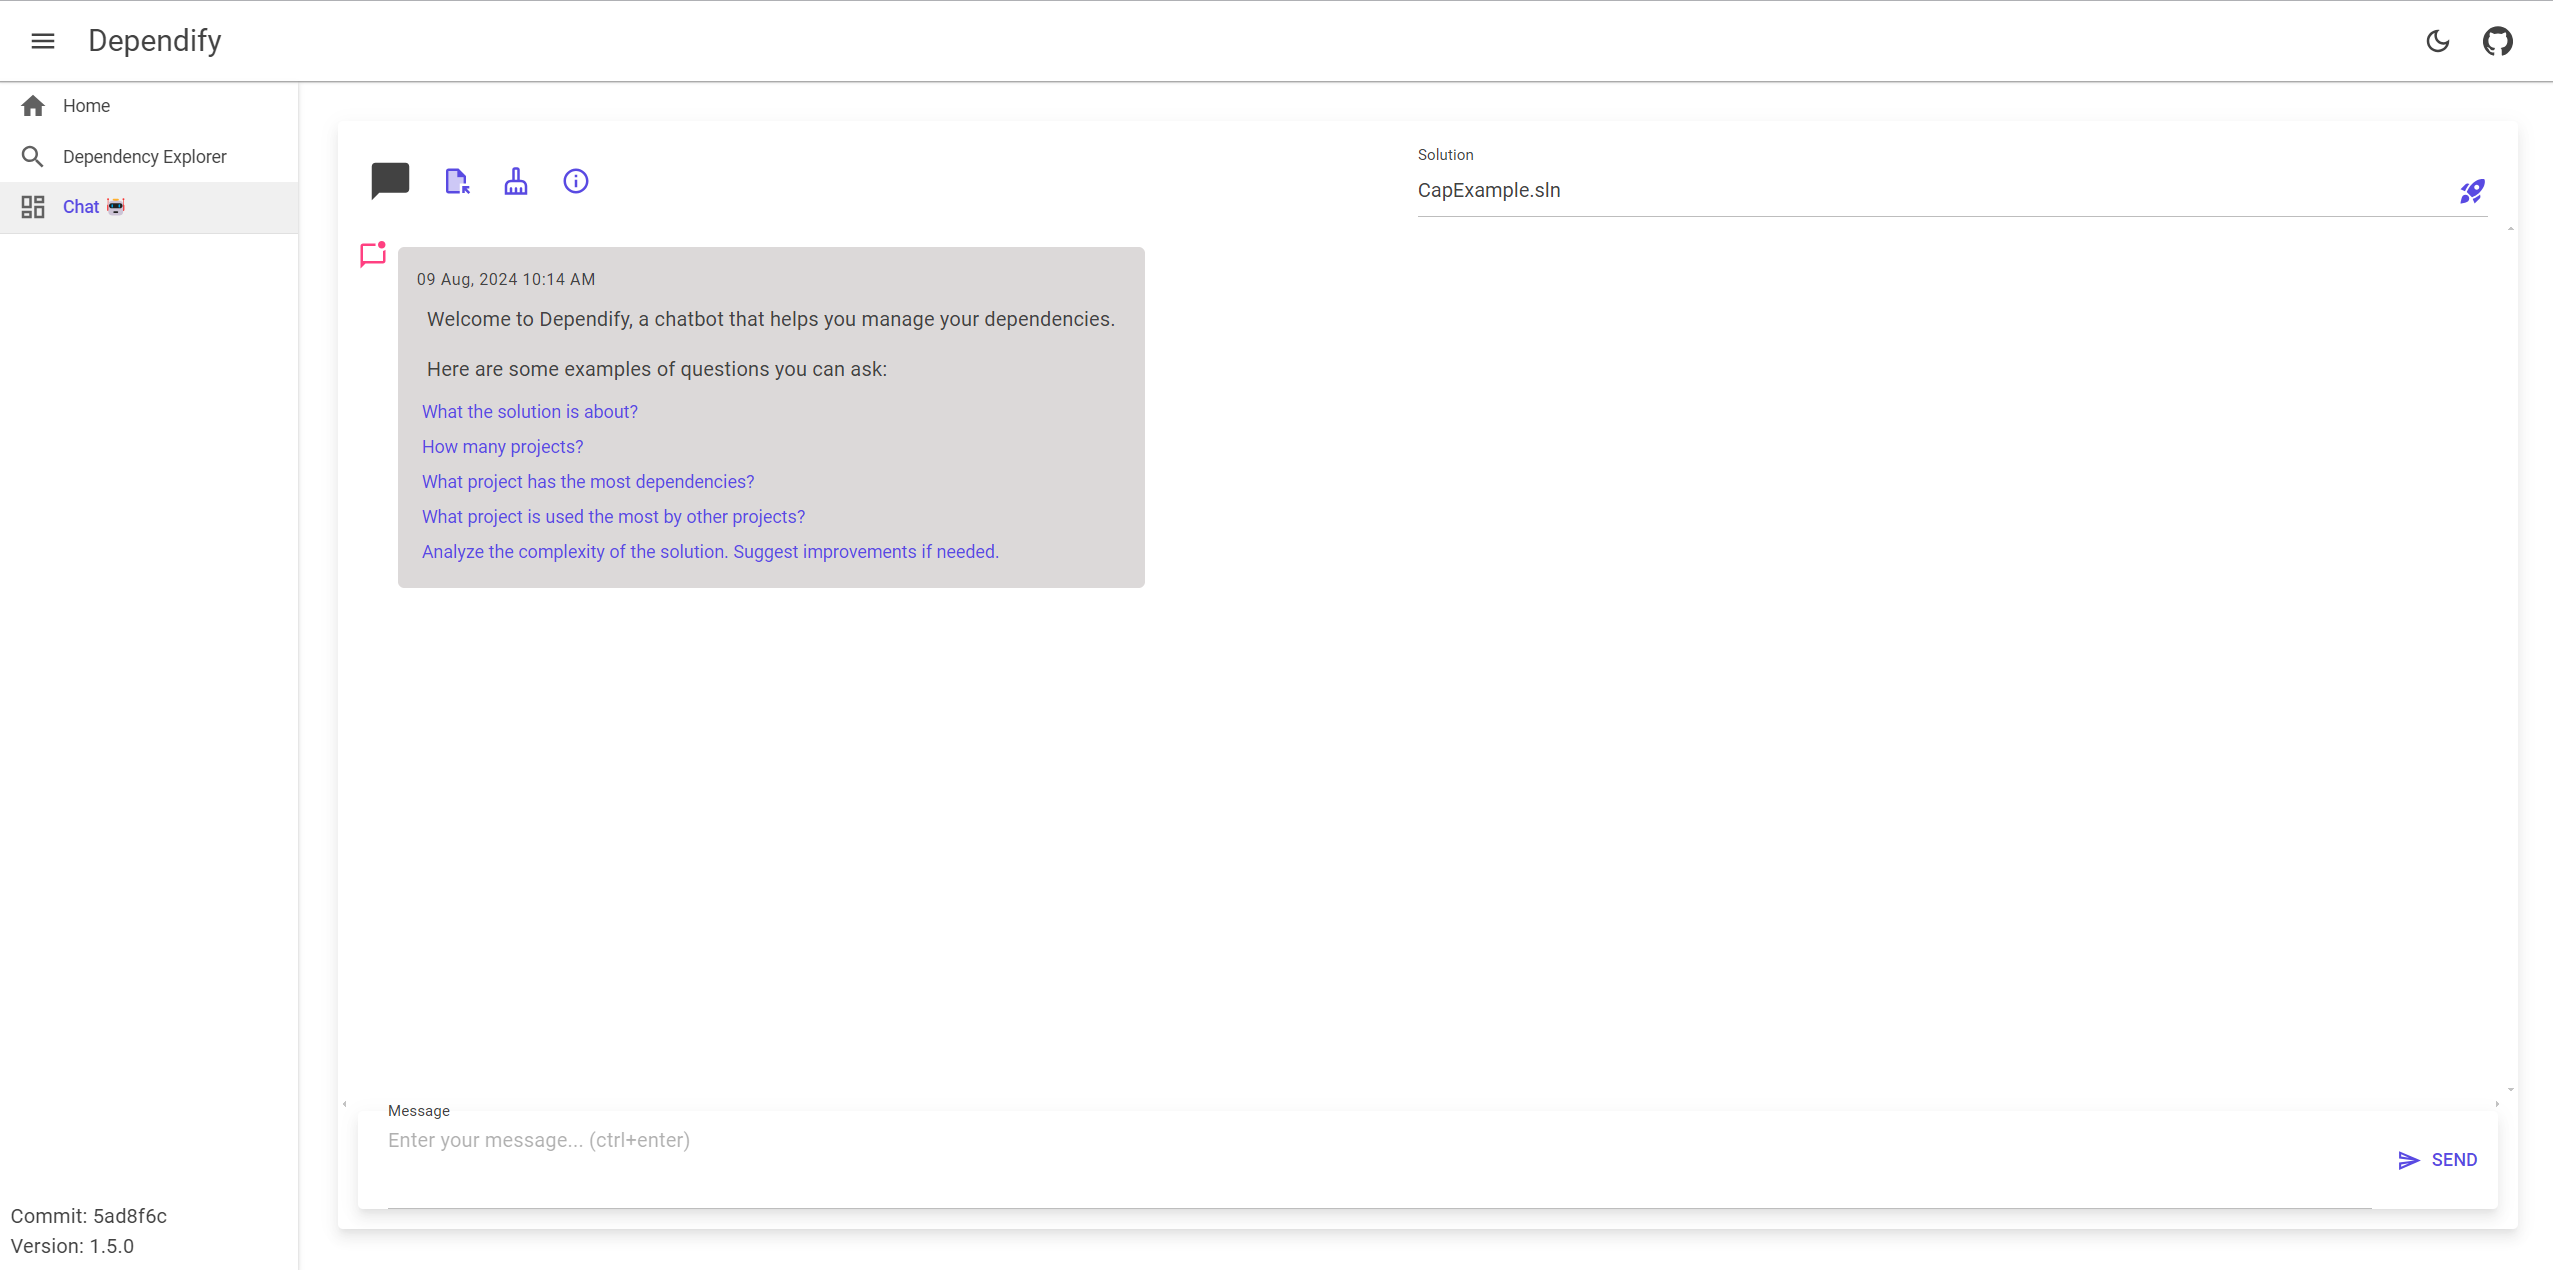 Dependify
Home
Dependency Explorer
Chat
Solution
CapExample.sln
09 Aug, 2024 10:14 AM
Welcome to Dependify, a chatbot that helps you manage your dependencies.
Here are some examples of questions you can ask:
What the solution is about?
How many projects?
What project has the most dependencies?
What project is used the most by other projects?
Analyze the complexity of the solution. Suggest improvements if needed.
Message
Enter your message... (ctrl+enter)
SEND
Commit: 5ad8f6c
Version: 1.5.0